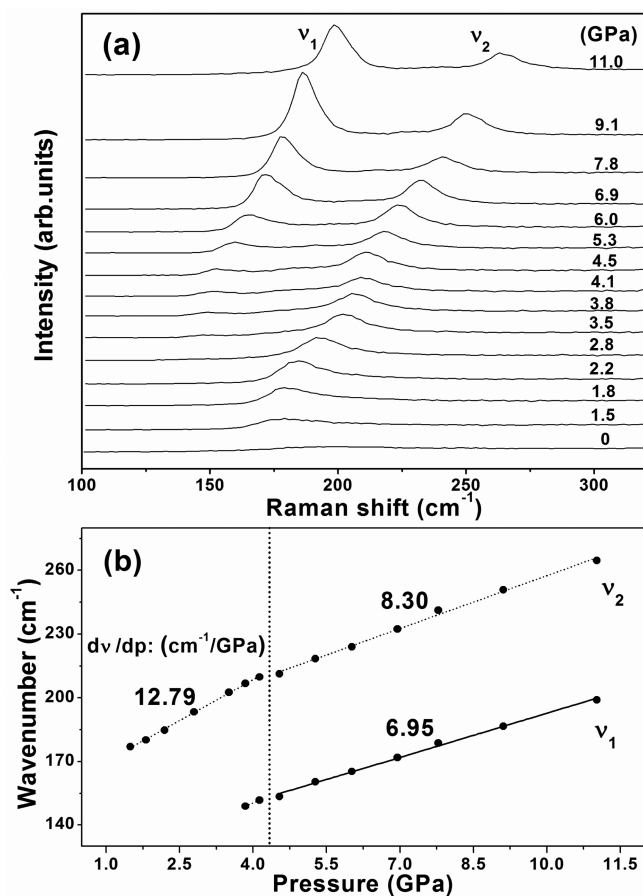 (a)
ν1
ν2
(GPa)
11.0
9.1
7.8
6.9
6.0
5.3
4.5
4.1
3.8
3.5
2.8
2.2
1.8
1.5
0
Intensity (arb.units)
100 150 200 250 300
Raman shift (cm-1)
(b)
260
230
200
170
140
Wavenumber (cm-1)
dν/dp: (cm-1/GPa)
12.79
8.30
6.95
ν2
ν1
1.0 2.5 4.0 5.5 7.0 8.5 10.0 11.5
Pressure (GPa)